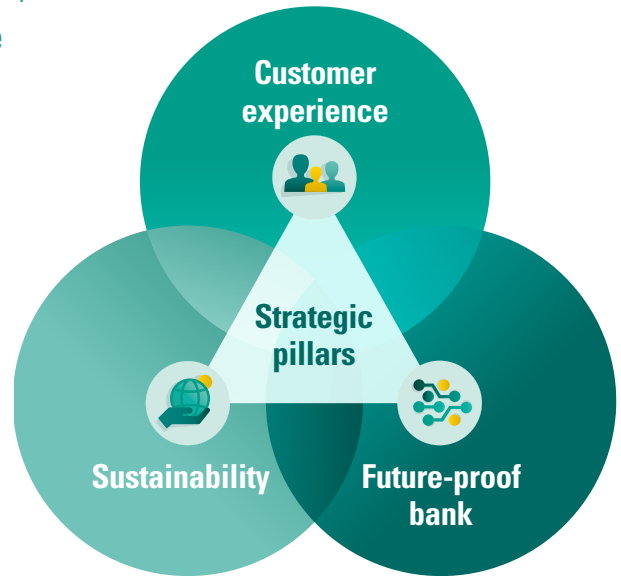 e
Customer
experience
Strategic
pillars
Sustainability
Future-proof
bank